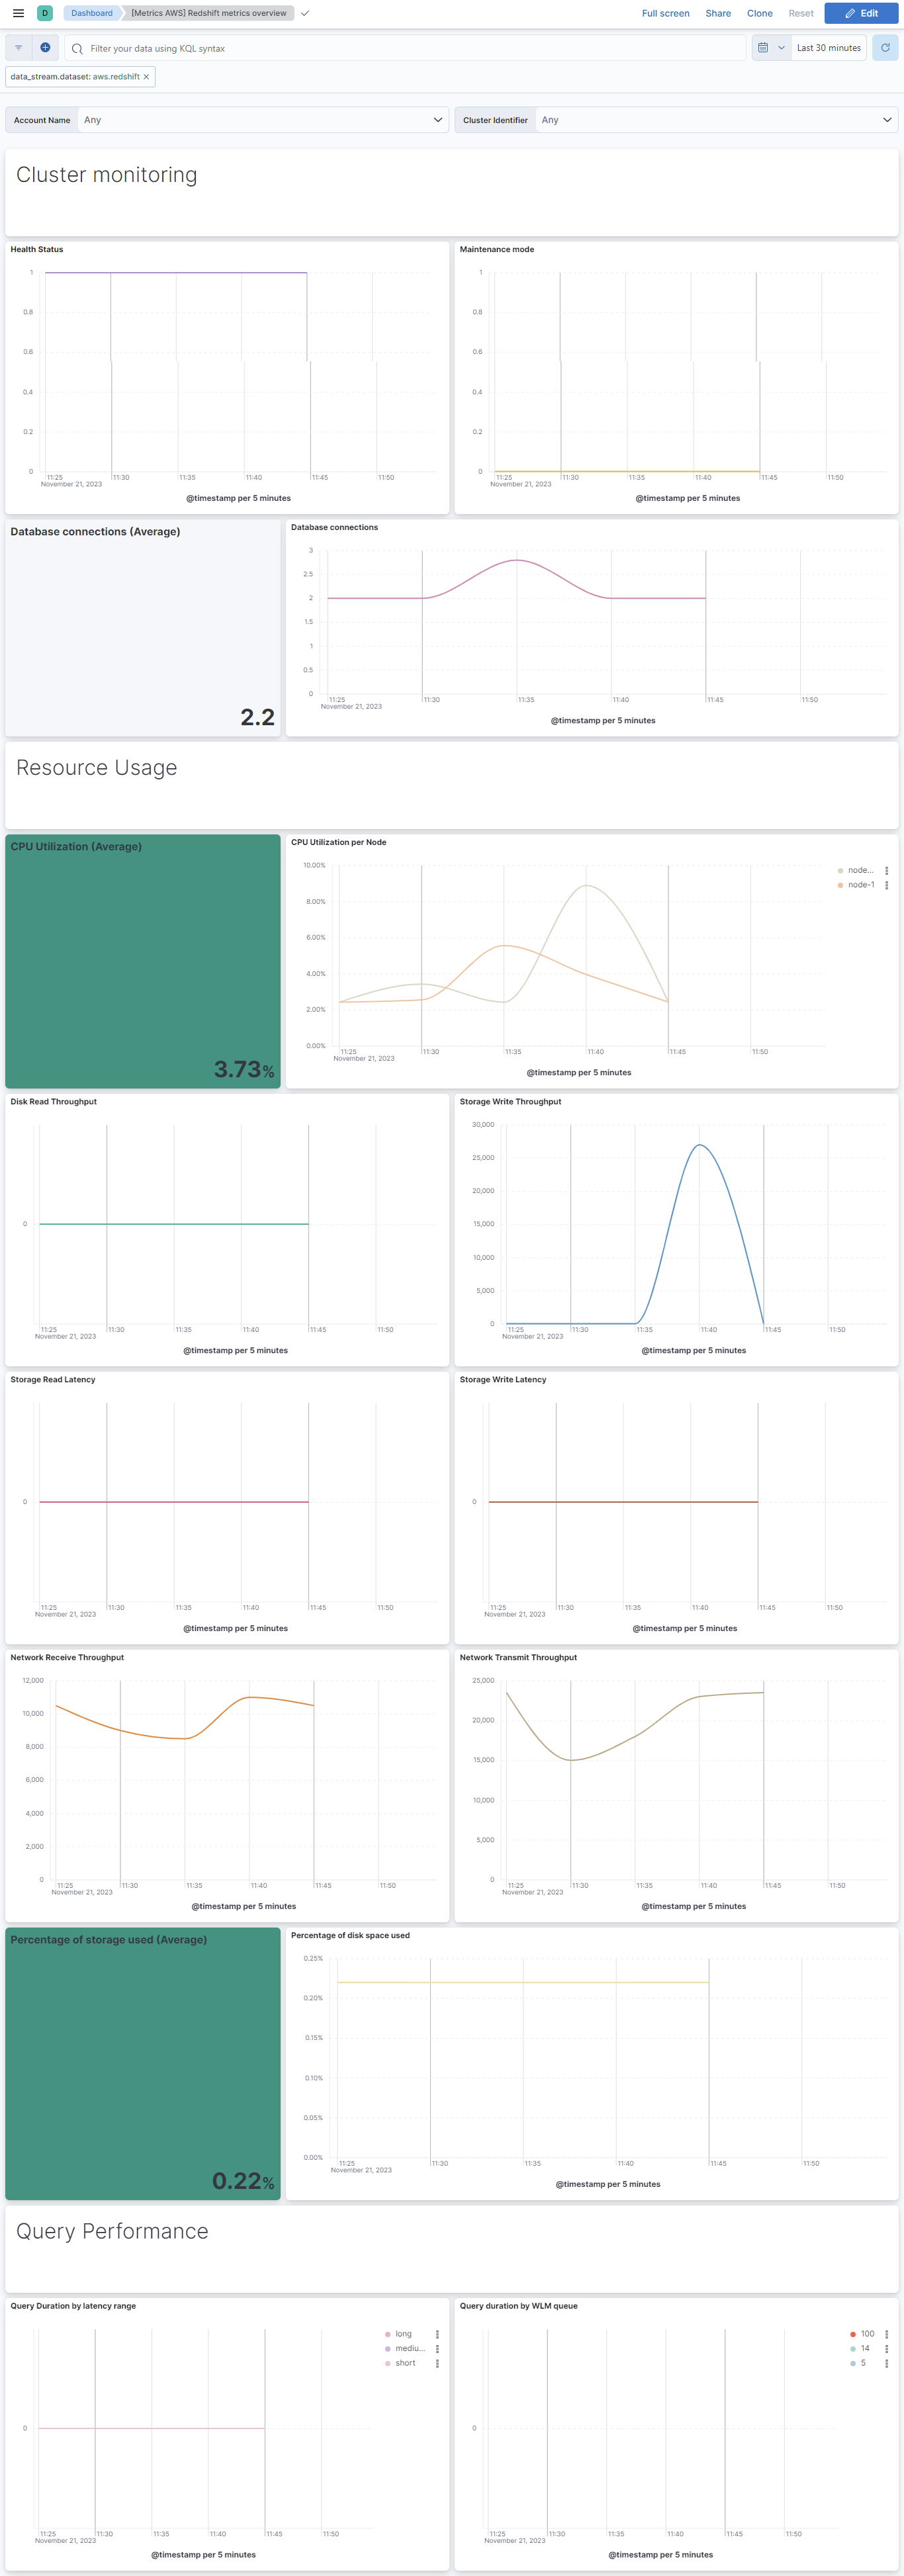 D Dashboard [Metrics AWS] Redshift metrics overview Full screen Share Clone Reset Edit
Filter your data using KQL syntax Last 30 minutes
data_stream.dataset: aws.redshift ×
Account Name Any Cluster Identifier Any
Cluster monitoring
Health Status
1
0.8
0.6
0.4
0.2
0
11:25 11:30 11:35 11:40 11:45 11:50
November 21, 2023
@timestamp per 5 minutes
Maintenance mode
1
0.8
0.6
0.4
0.2
0
11:25 11:30 11:35 11:40 11:45 11:50
November 21, 2023
@timestamp per 5 minutes
Database connections (Average)
2.2
Database connections
3
2.5
2
1.5
1
0.5
0
11:25 11:30 11:35 11:40 11:45 11:50
November 21, 2023
@timestamp per 5 minutes
Resource Usage
CPU Utilization (Average)
3.73%
CPU Utilization per Node
10.00%
8.00%
6.00%
4.00%
2.00%
0.00%
11:25 11:30 11:35 11:40 11:45 11:50
November 21, 2023
@timestamp per 5 minutes
node...
node-1
Disk Read Throughput
0
11:25 11:30 11:35 11:40 11:45 11:50
November 21, 2023
@timestamp per 5 minutes
Storage Write Throughput
30,000
25,000
20,000
15,000
10,000
5,000
0
11:25 11:30 11:35 11:40 11:45 11:50
November 21, 2023
@timestamp per 5 minutes
Storage Read Latency
0
11:25 11:30 11:35 11:40 11:45 11:50
November 21, 2023
@timestamp per 5 minutes
Storage Write Latency
0
11:25 11:30 11:35 11:40 11:45 11:50
November 21, 2023
@timestamp per 5 minutes
Network Receive Throughput
12,000
10,000
8,000
6,000
4,000
2,000
0
11:25 11:30 11:35 11:40 11:45 11:50
November 21, 2023
@timestamp per 5 minutes
Network Transmit Throughput
25,000
20,000
15,000
10,000
5,000
0
11:25 11:30 11:35 11:40 11:45 11:50
November 21, 2023
@timestamp per 5 minutes
Percentage of storage used (Average)
0.22%
Percentage of disk space used
0.25%
0.20%
0.15%
0.10%
0.05%
0.00%
11:25 11:30 11:35 11:40 11:45 11:50
November 21, 2023
@timestamp per 5 minutes
Query Performance
Query Duration by latency range
0
11:25 11:30 11:35 11:40 11:45 11:50
November 21, 2023
@timestamp per 5 minutes
long
mediu...
short
Query duration by WLM queue
0
11:25 11:30 11:35 11:40 11:45 11:50
November 21, 2023
@timestamp per 5 minutes
100
14
5